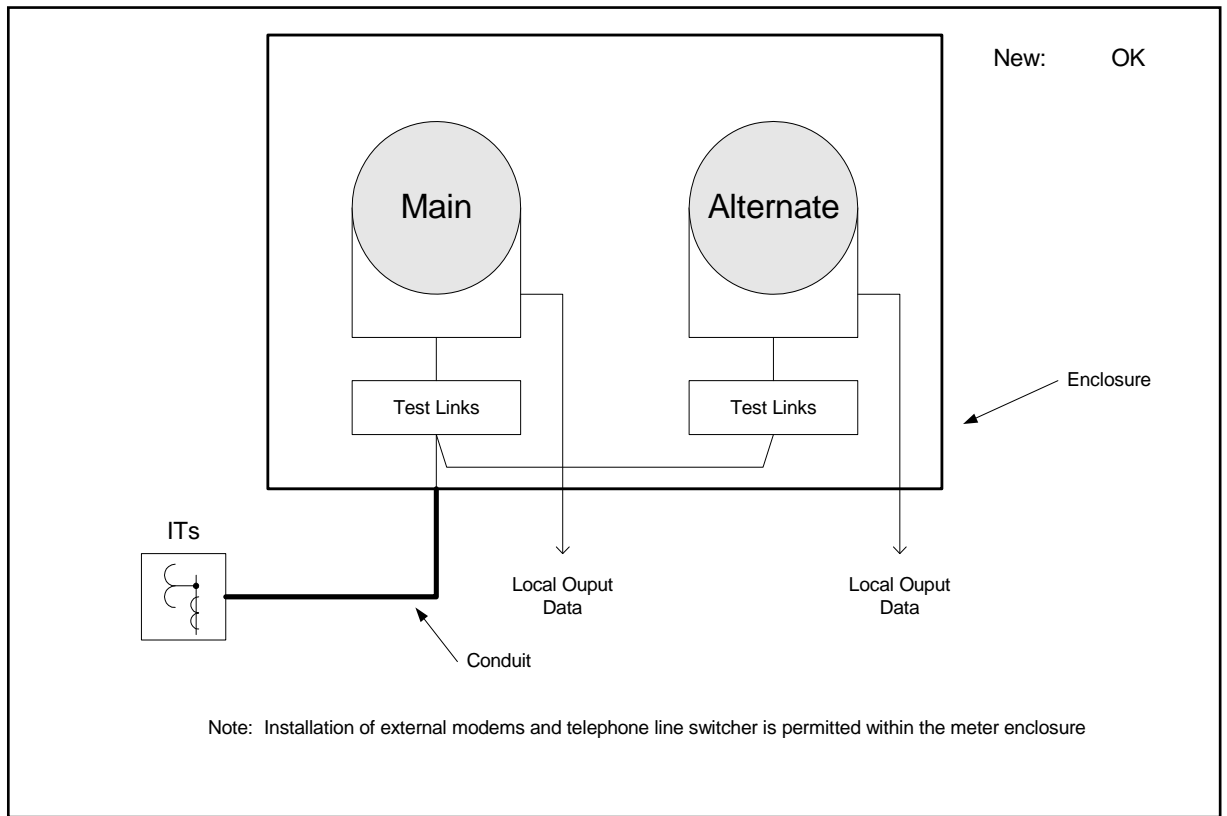 New: OK
Main
Alternate
Enclosure
Test Links
Test Links
ITs
Local Ouput
Data
Local Ouput
Data
Conduit
Note: Installation of external modems and telephone line switcher is permitted within the meter enclosure